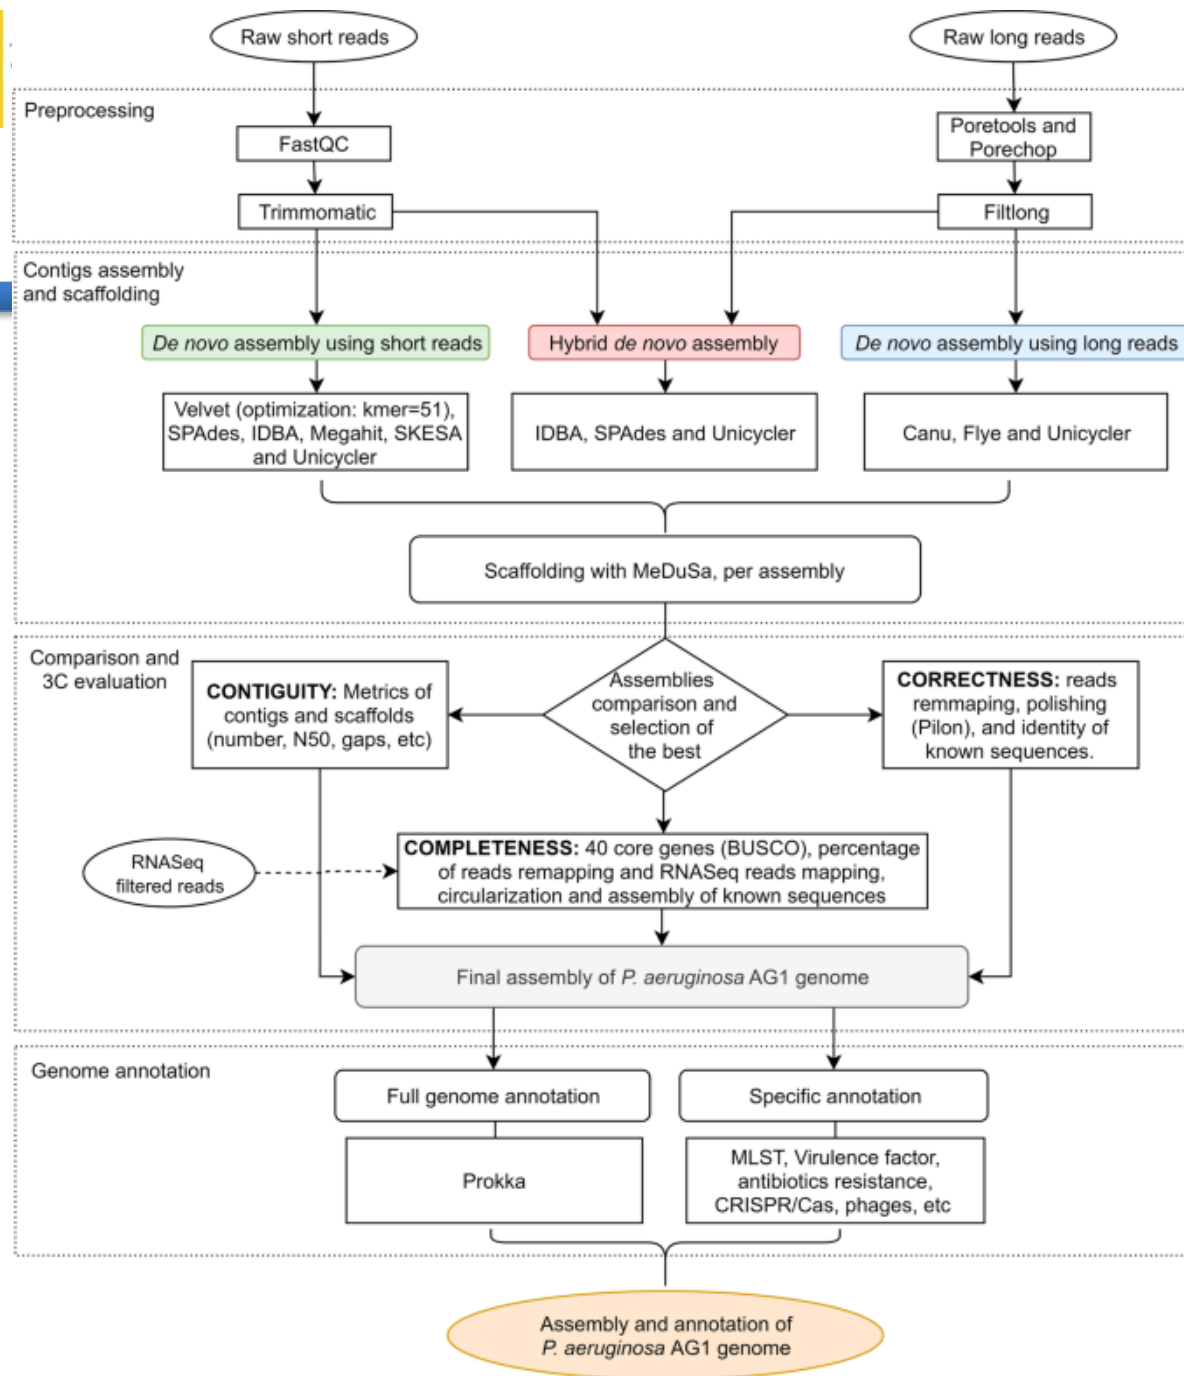 Raw short reads
Raw long reads
Preprocessing
FastQC
Poretools and
Porechop
Trimmomatic
Filtlong
Contigs assembly
and scaffolding
De novo assembly using short reads
Hybrid de novo assembly
De novo assembly using long reads
Velvet (optimization: kmer=51),
SPAdes, IDBA, Megahit, SKESA
and Unicycler
IDBA, SPAdes and Unicycler
Canu, Flye and Unicycler
Scaffolding with MeDuSa, per assembly
Comparison and
3C evaluation
CONTIGUITY: Metrics of
contigs and scaffolds
(number, N50, gaps, etc)
Assemblies
comparison and
selection of
the best
CORRECTNESS: reads
remmaping, polishing
(Pilon), and identity of
known sequences.
RNASeq
filtered reads
COMPLETENESS: 40 core genes (BUSCO), percentage
of reads remapping and RNASeq reads mapping,
circularization and assembly of known sequences
Final assembly of P. aeruginosa AG1 genome
Genome annotation
Full genome annotation
Specific annotation
Prokka
MLST, Virulence factor,
antibiotics resistance,
CRISPR/Cas, phages, etc
Assembly and annotation of
P. aeruginosa AG1 genome